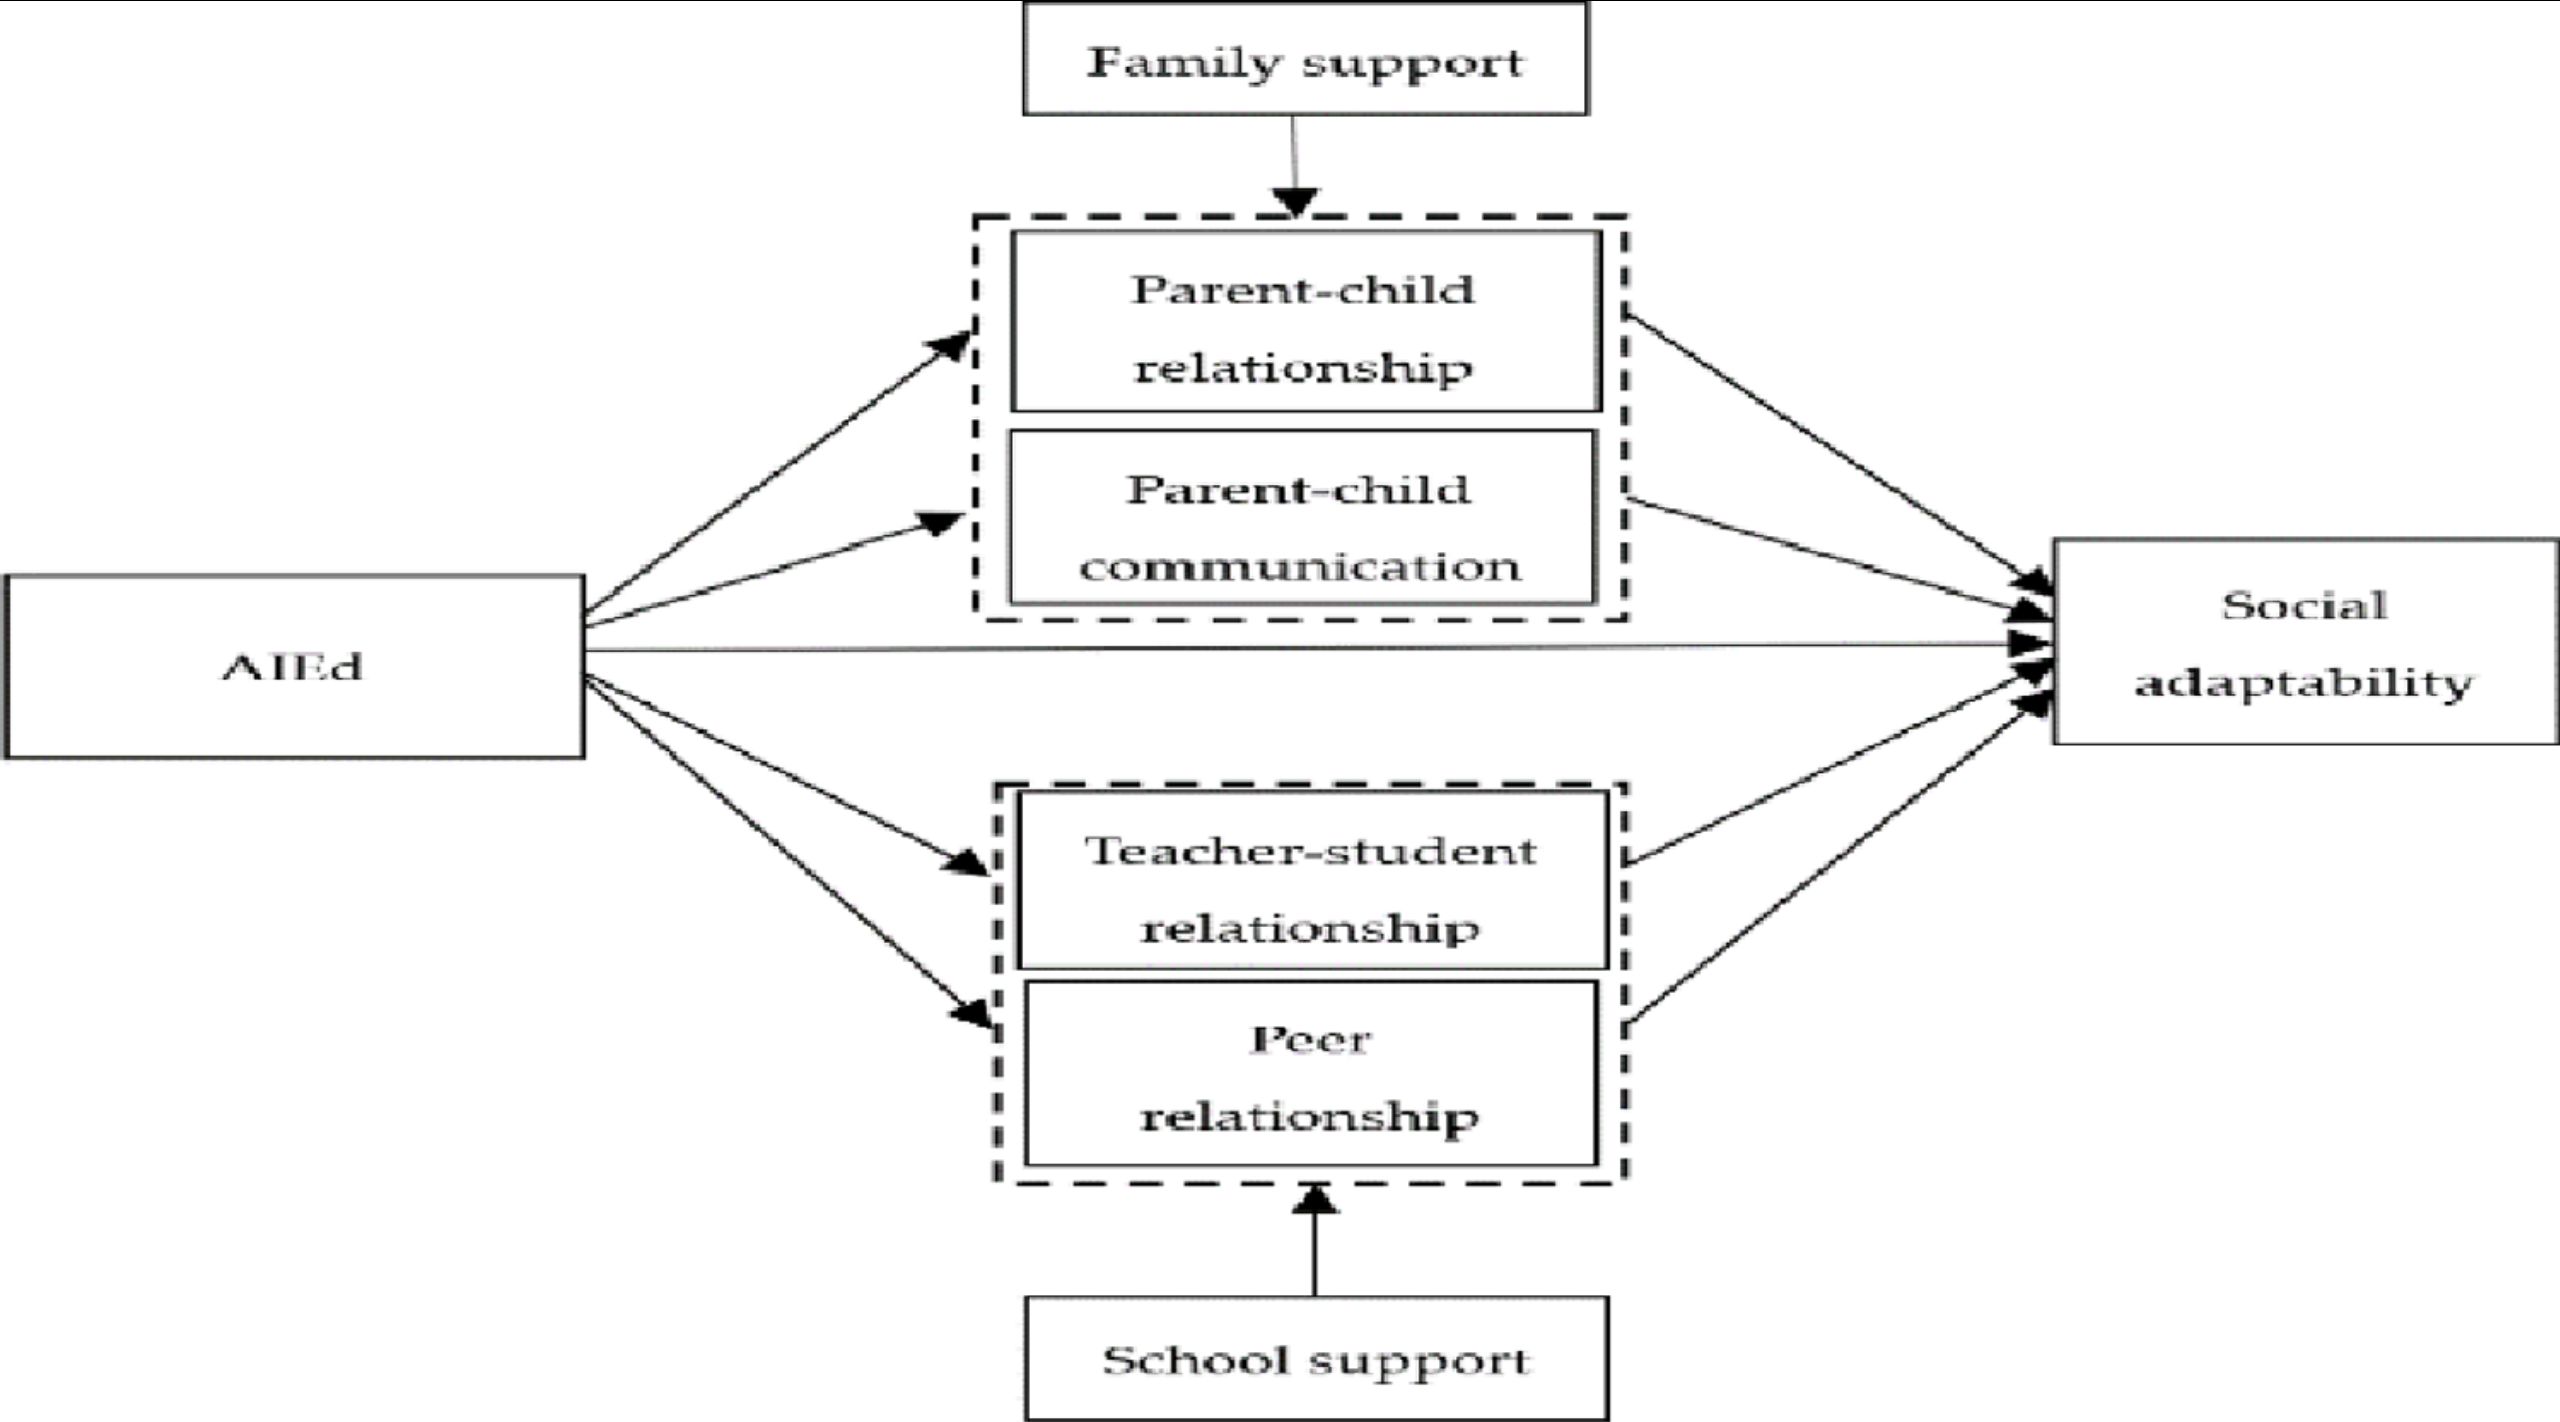 Family support
Parent-child
relationship
Parent-child
communication
AIEd
Social
adaptability
Teacher-student
relationship
Peer
relationship
School support